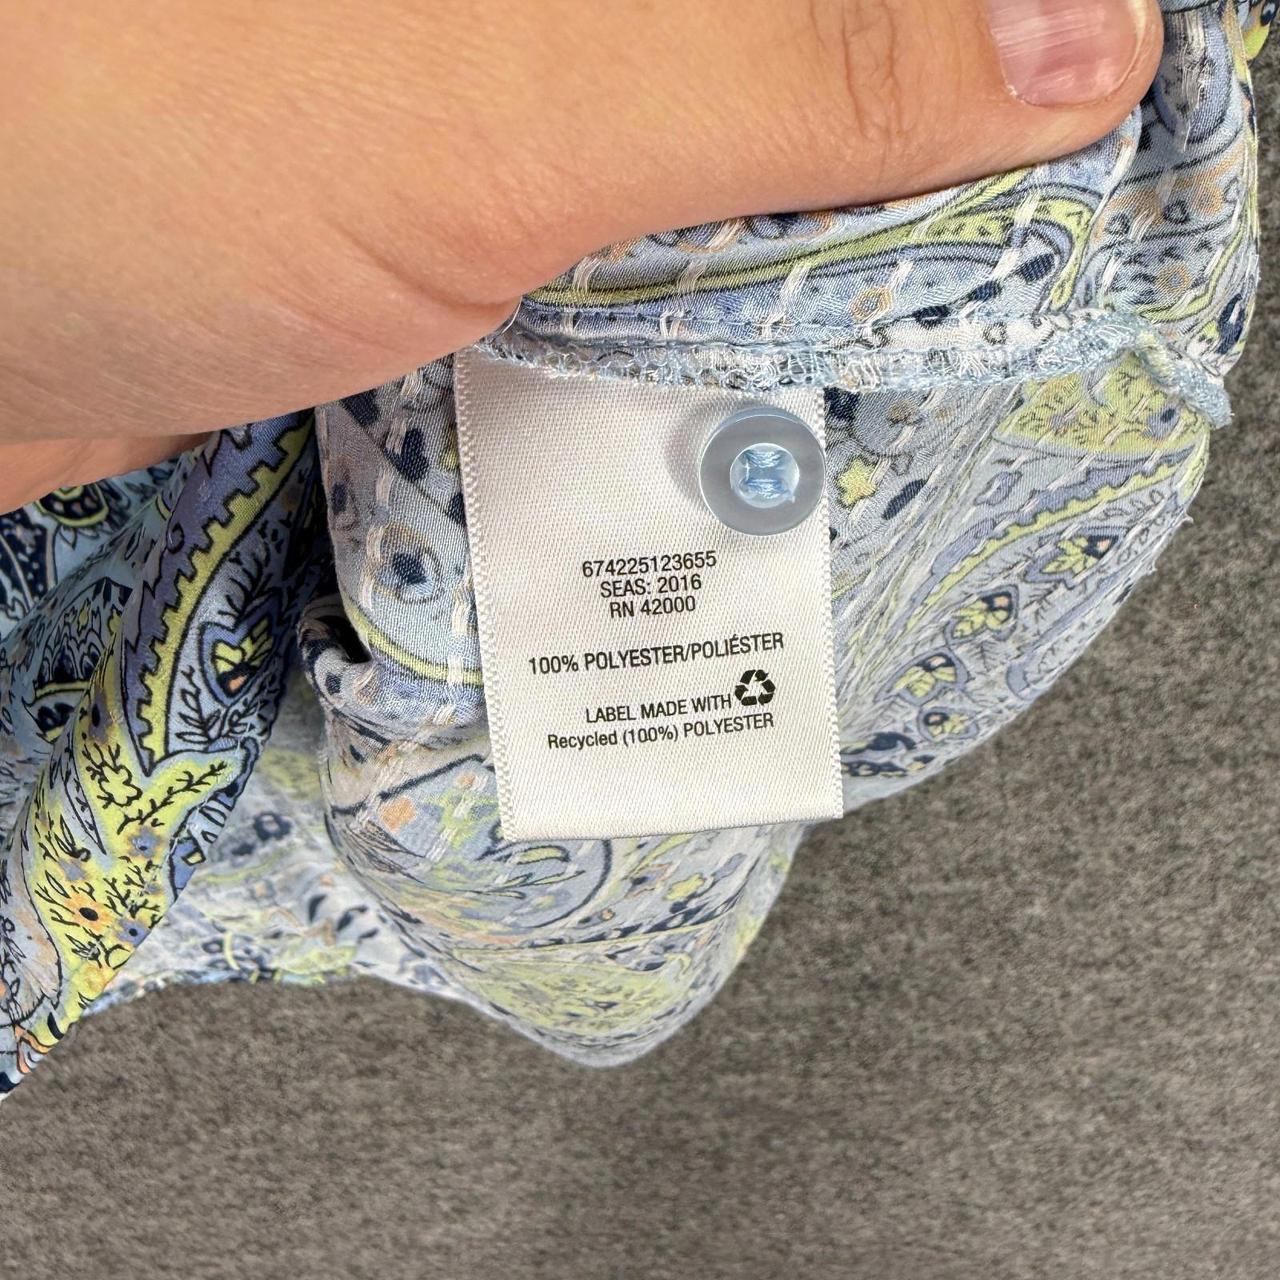 674225123655
SEAS: 2016
RN 42000
100% POLYESTER/POLIÉSTER
LABEL MADE WITH
Recycled (100%) POLYESTER